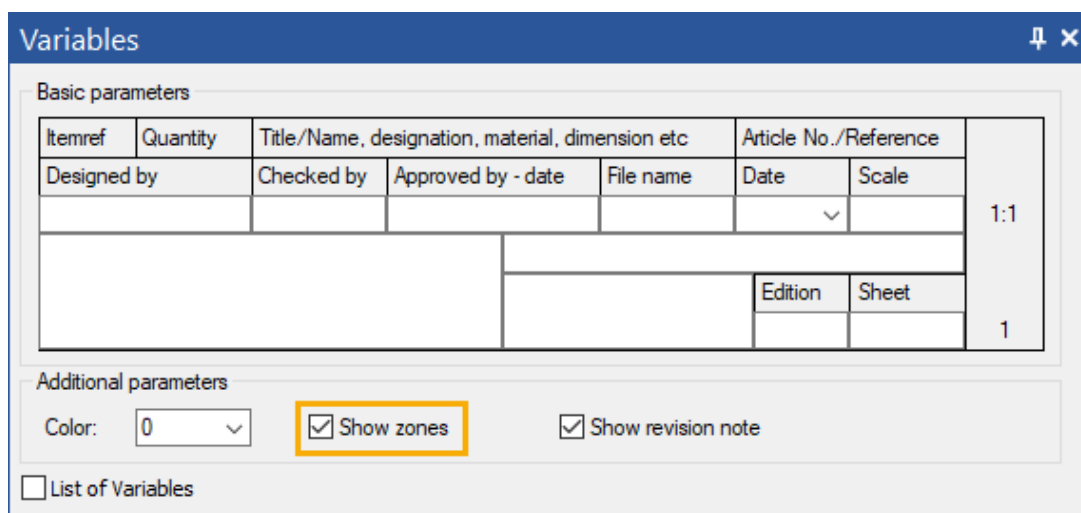 Variables
Basic parameters
Itemref Quantity Title/Name, designation, material, dimension etc Article No./Reference
Designed by Checked by Approved by - date File name Date Scale
1:1
Edition Sheet
1
Additional parameters
Color: 0 Show zones Show revision note
List of Variables